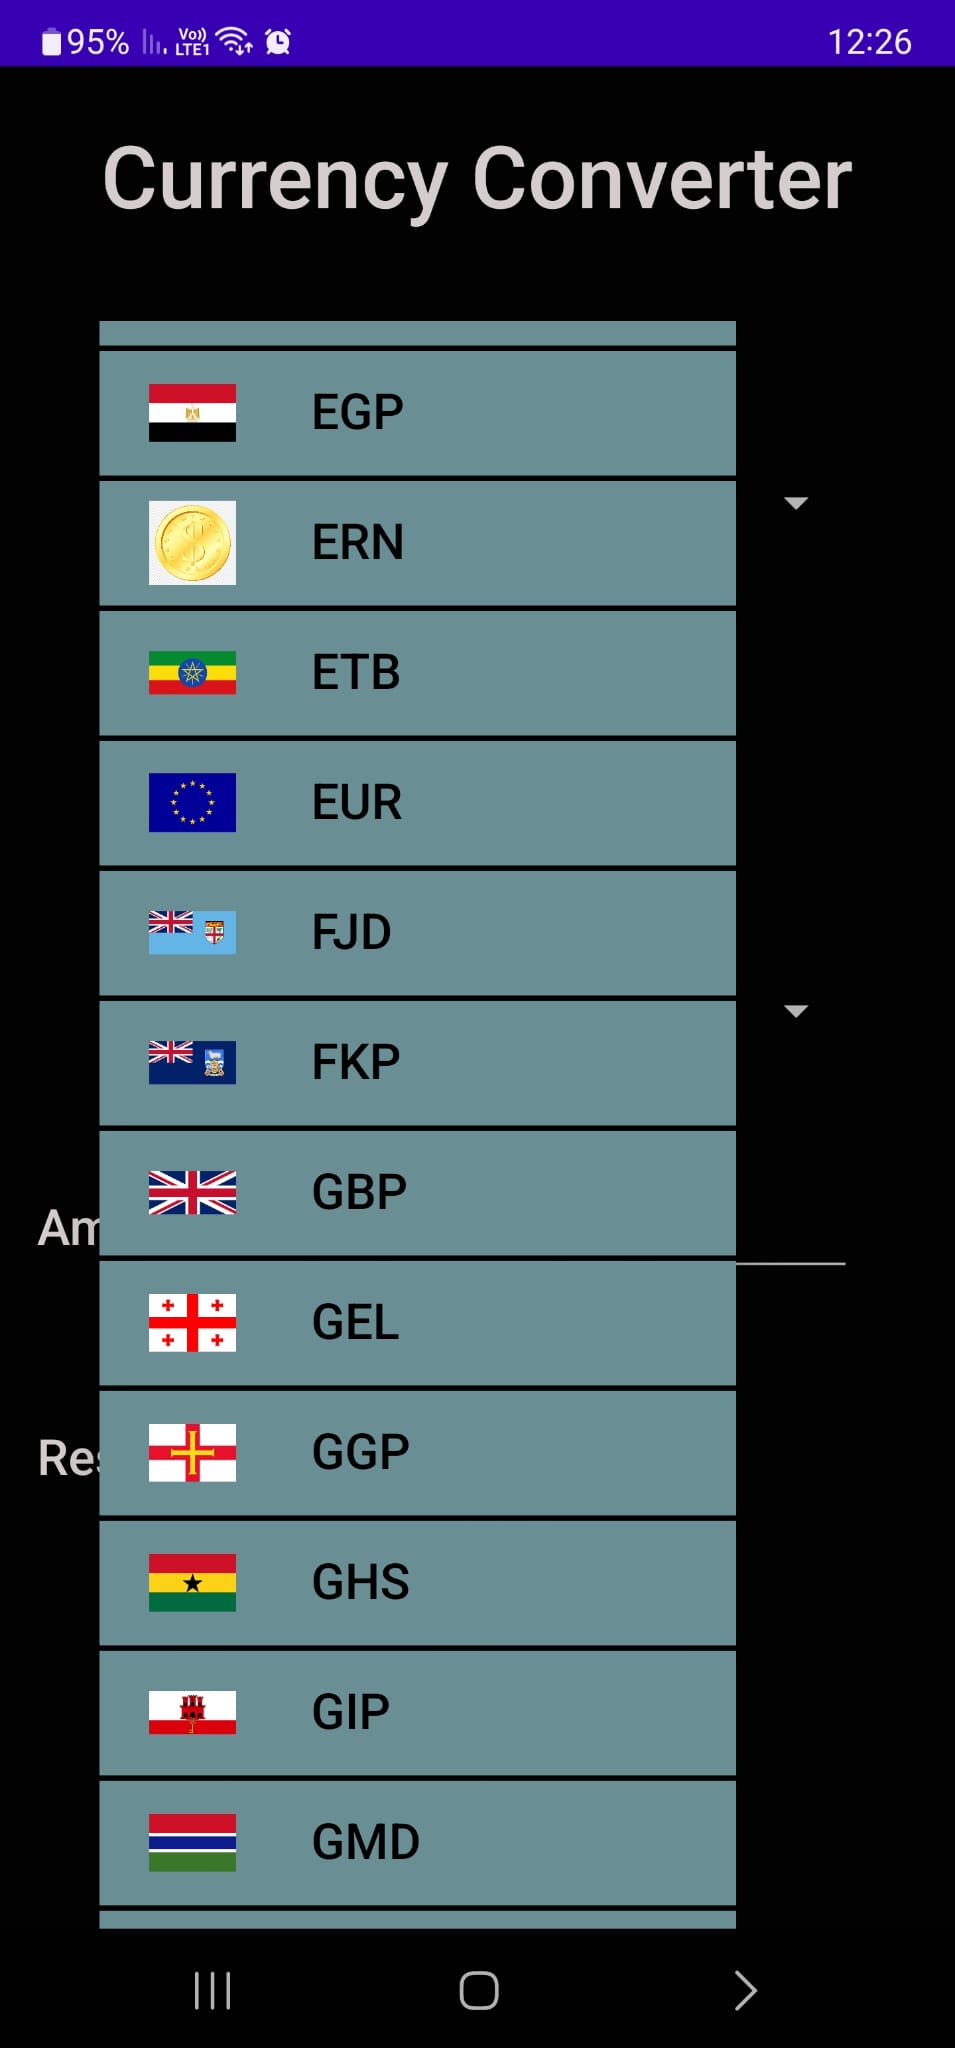 95% Vo)) LTE1 12:26
Currency Converter
EGP
ERN
ETB
EUR
FJD
FKP
GBP
Am
GEL
GGP
Res
GHS
GIP
GMD